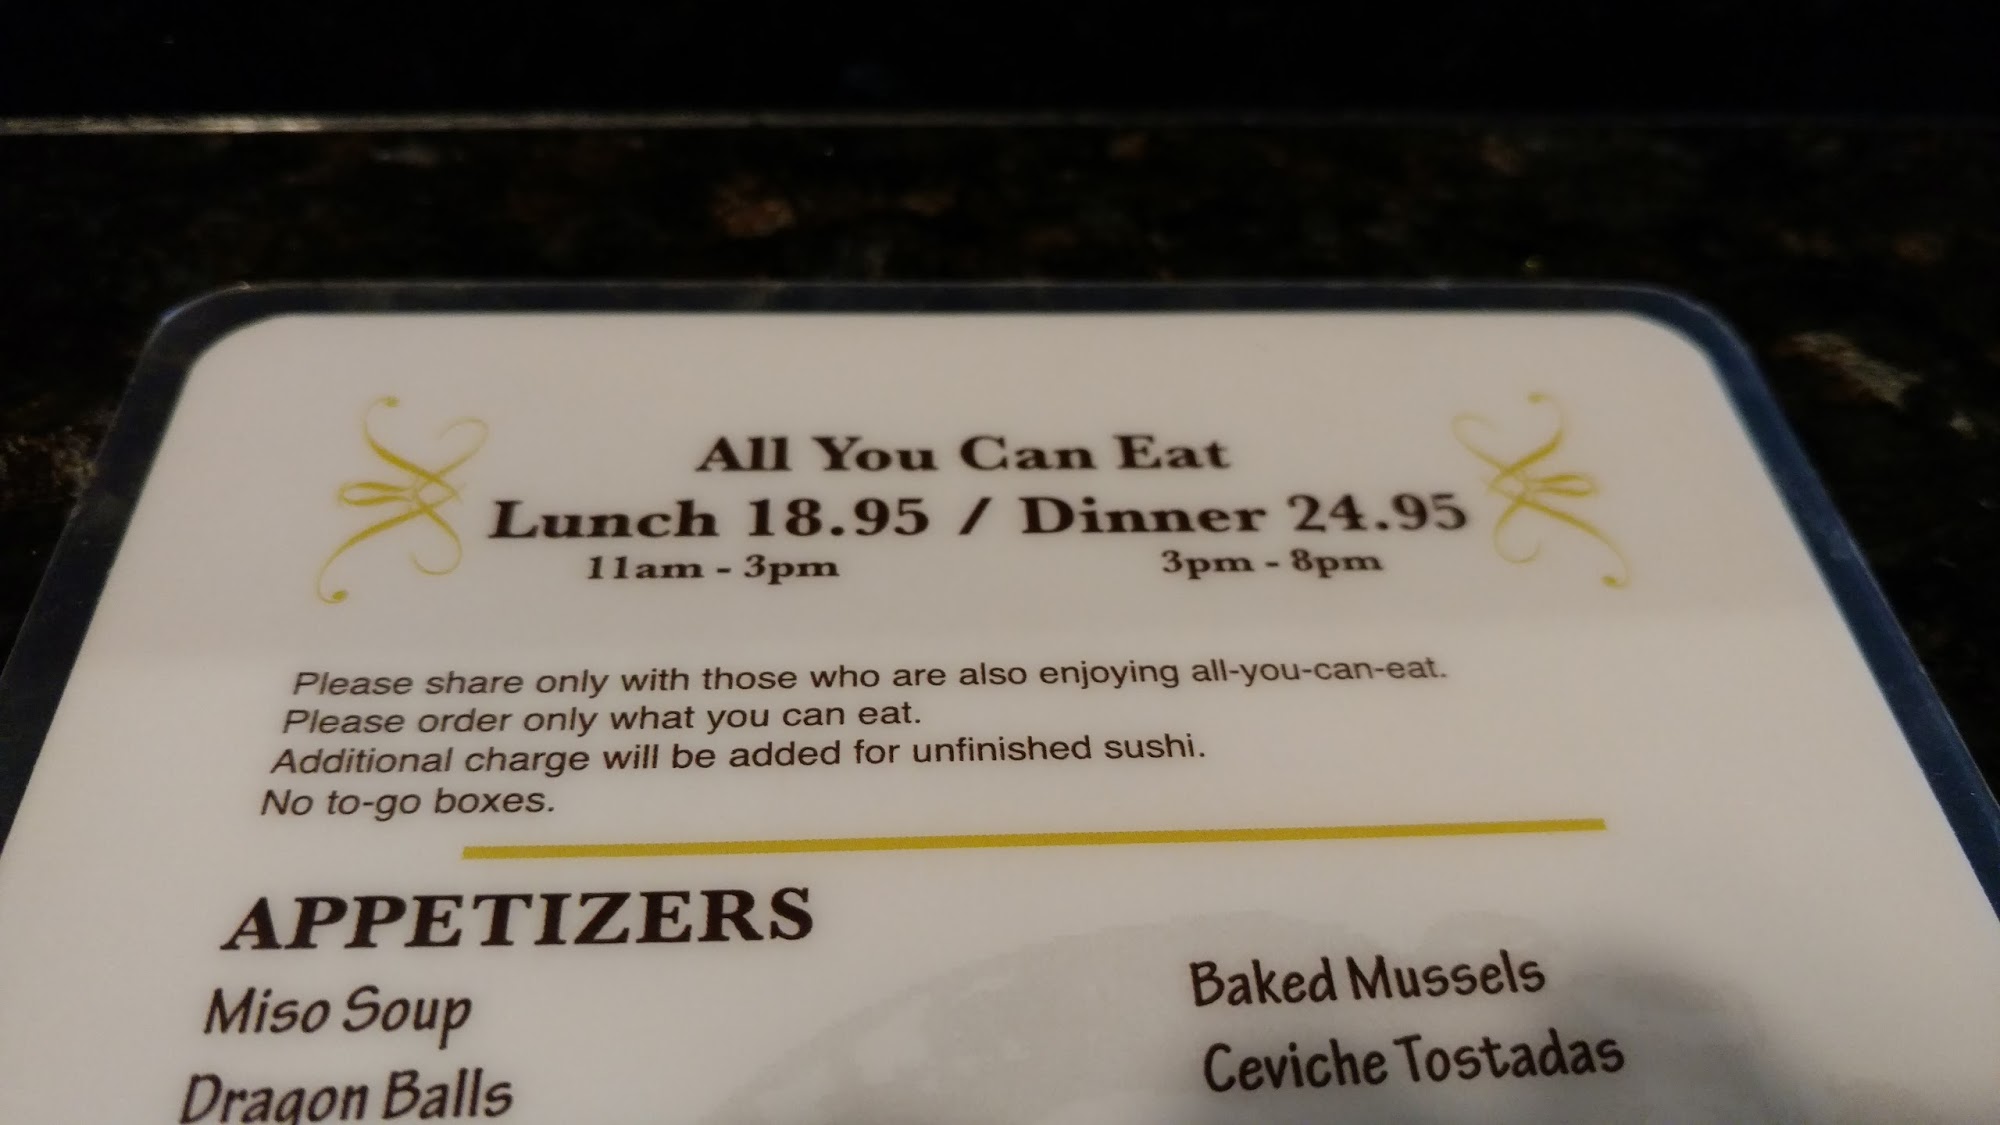 All You Can Eat
Lunch 18.95 / Dinner 24.95
11am - 3pm 3pm - 8pm
Please share only with those who are also enjoying all-you-can-eat.
Please order only what you can eat.
Additional charge will be added for unfinished sushi.
No to-go boxes.
APPETIZERS
Miso Soup
Dragon Balls
Baked Mussels
Ceviche Tostadas